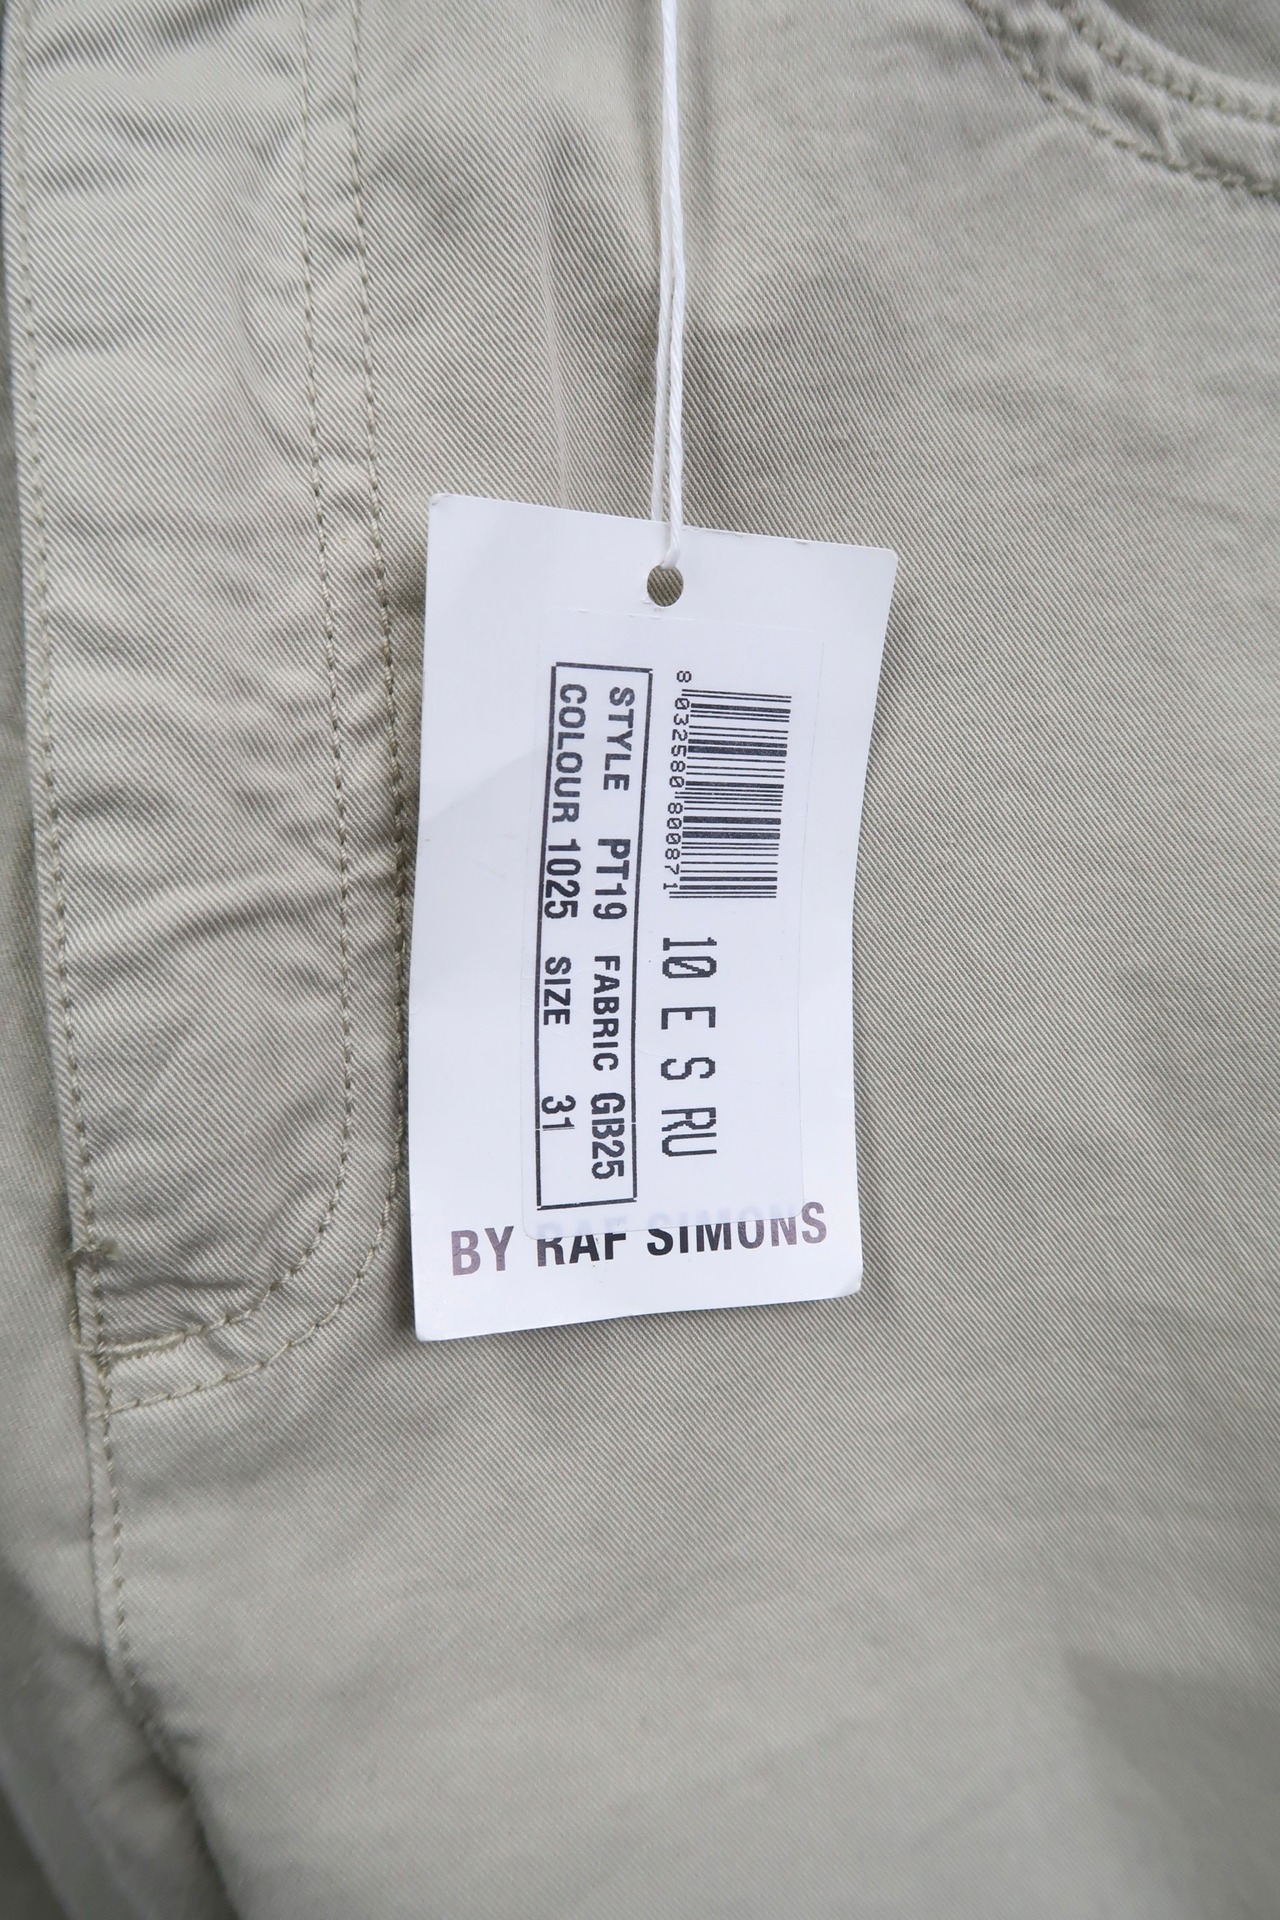 8 032580 800871
10 E S RU
STYLE PT19 FABRIC GB25
COLOUR 1025 SIZE 31
BY RAF SIMONS